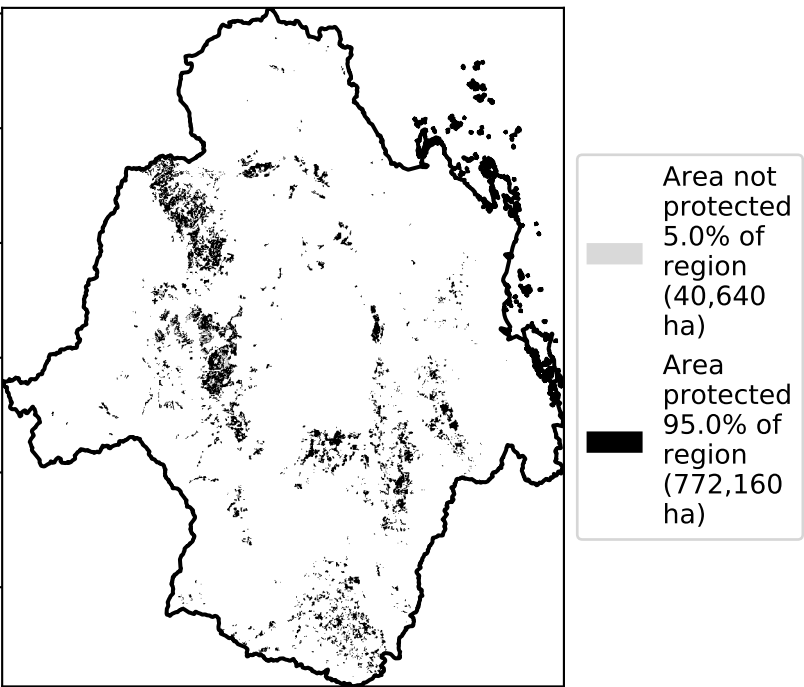 Area not
protected
5.0% of
region
(40,640
ha)
Area
protected
95.0% of
region
(772,160
ha)